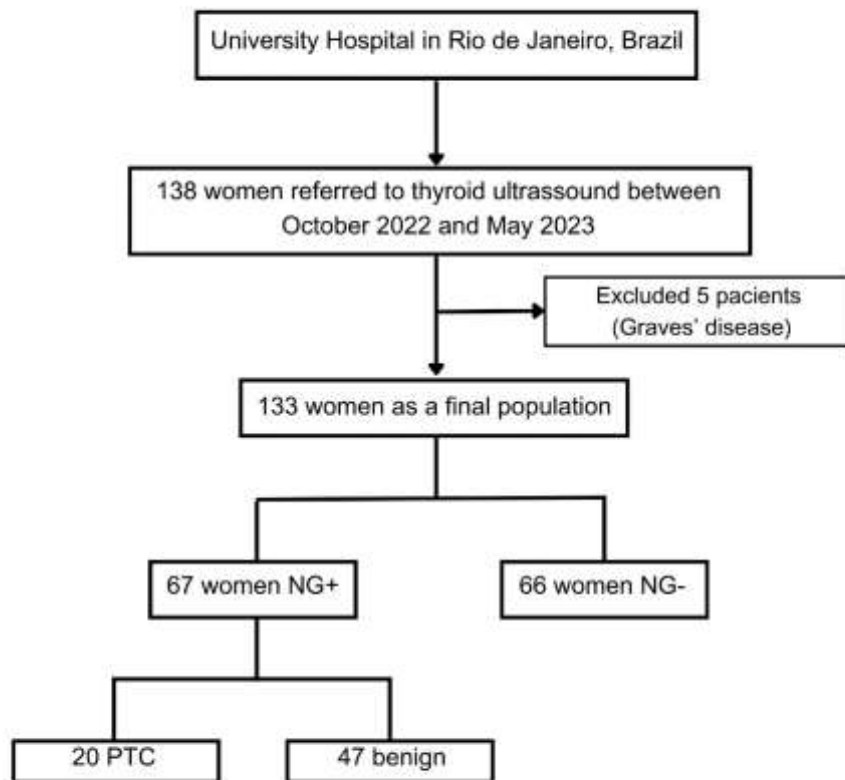 University Hospital in Rio de Janeiro, Brazil
138 women referred to thyroid ultrassound between
October 2022 and May 2023
Excluded 5 pacients
(Graves' disease)
133 women as a final population
67 women NG+
66 women NG-
20 PTC
47 benign